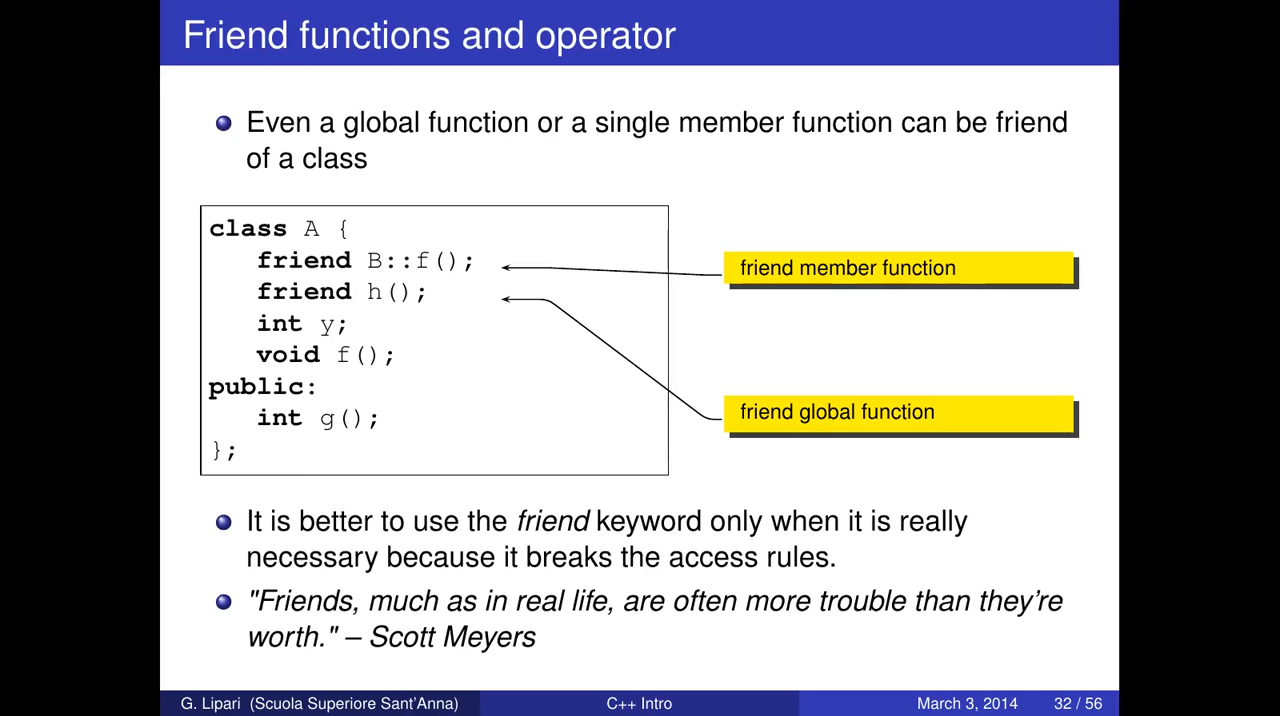 Friend functions and operator
Even a global function or a single member function can be friend
of a class
class A {
friend B::f();
friend h();
int y;
void f();
public:
int g();
};
friend member function
friend global function
It is better to use the friend keyword only when it is really
necessary because it breaks the access rules.
"Friends, much as in real life, are often more trouble than they're
worth." – Scott Meyers
G. Lipari (Scuola Superiore Sant'Anna) C++ Intro March 3, 2014 32 / 56